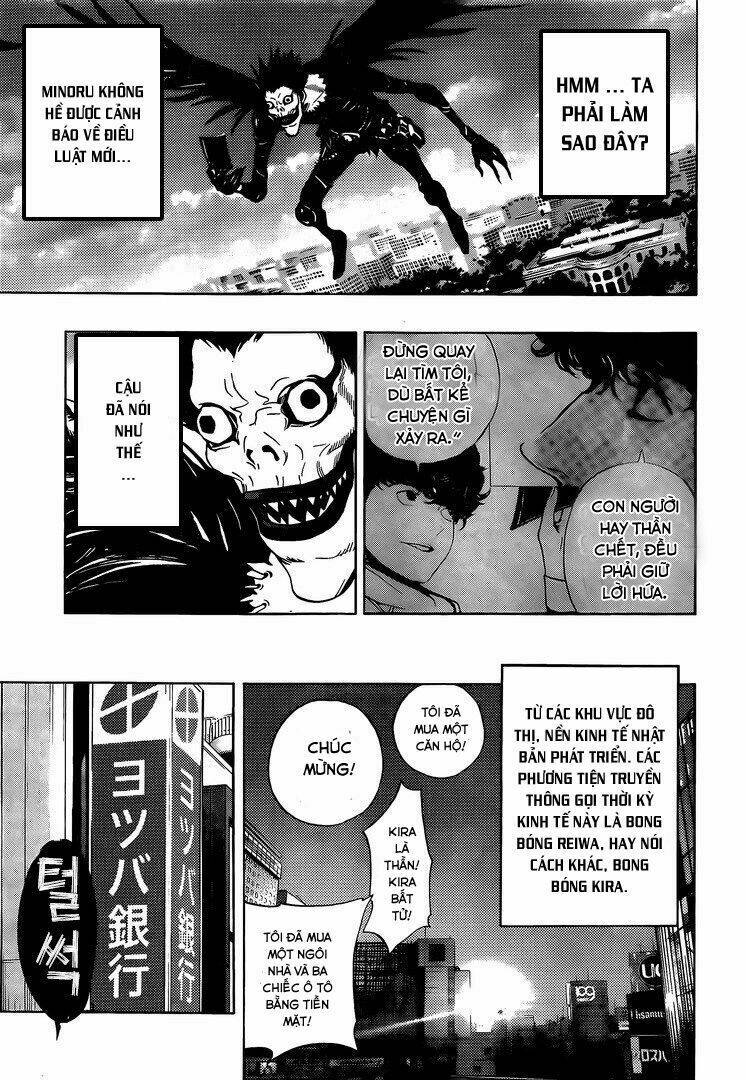 HMM ... TA
PHẢI LÀM
SAO ĐÂY?
MINORU KHÔNG
HỀ ĐƯỢC CẢNH
BÁO VỀ ĐIỀU
LUẬT MỚI...
ĐỪNG QUAY
LẠI TÌM TÔI,
DÙ BẤT KỂ
CHUYỆN GÌ
XẢY RA."
CON NGƯỜI
HAY THẦN
CHẾT, ĐỀU
PHẢI GIỮ
LỜI HỨA.
CẬU
ĐÃ NÓI
NHƯ
THẾ
...
TỪ CÁC KHU VỰC ĐÔ
THỊ, NỀN KINH TẾ NHẬT
BẢN PHÁT TRIỂN. CÁC
PHƯƠNG TIỆN TRUYỀN
THÔNG GỌI THỜI KỲ
KINH TẾ NÀY LÀ BONG
BÓNG REIWA, HAY NÓI
CÁCH KHÁC, BONG
BÓNG KIRA.
TÔI ĐÃ
MUA MỘT
CĂN HỘ!
CHÚC
MỪNG!
KIRA
LÀ
THẦN!
KIRA
BẤT
TỬ!
TÔI ĐÃ MUA
MỘT NGÔI
NHÀ VÀ BA
CHIẾC Ô TÔ
BẰNG TIỀN
MẶT!
109
ヨツバ銀行
ヨツバ銀行
털썩